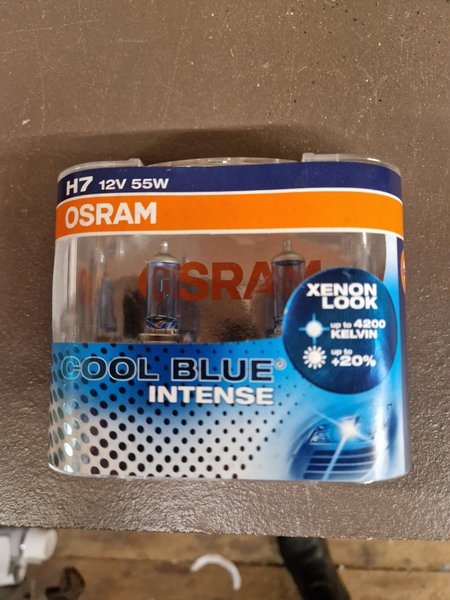 H7 12V 55W
OSRAM
OSRAM
XENON
LOOK
up to 4200
KELVIN
up to
+20%
COOL BLUE®
INTENSE